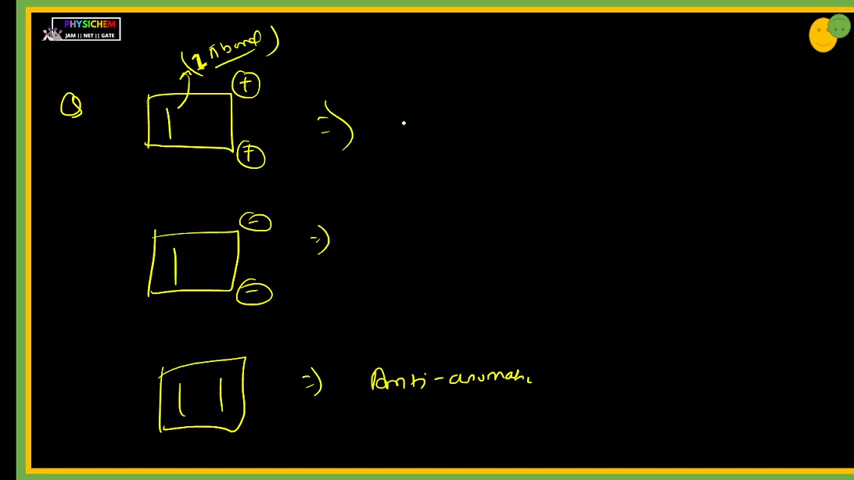 PHYSICHEM
JAM || NET || GATE
(1 π bond)
Q
+
⇒
+
-
⇒
-
⇒ Anti-aromatic